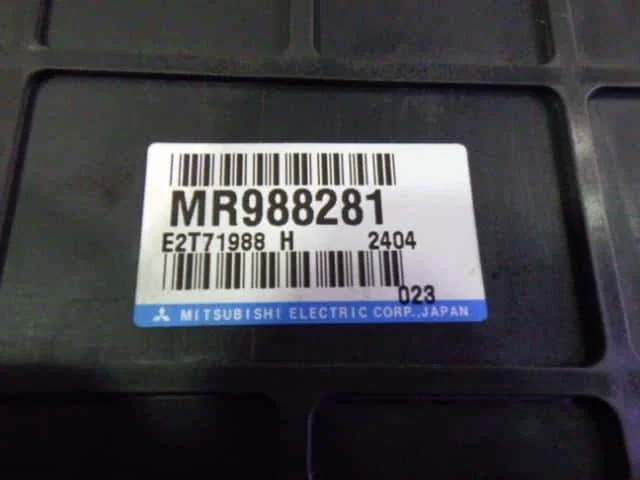 MR988281
E2T71988 H 2404
023
MITSUBISHI ELECTRIC CORP.,JAPAN